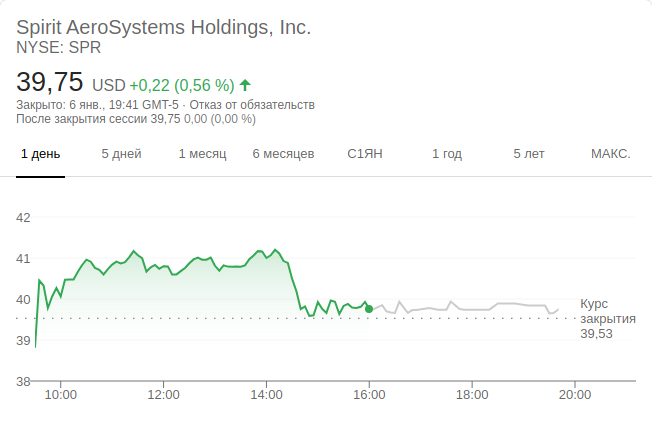 Spirit AeroSystems Holdings, Inc.
NYSE: SPR
39,75 USD +0,22 (0,56 %)
Закрыто: 6 янв., 19:41 GMT-5 · Отказ от обязательств
После закрытия сессии 39,75 0,00 (0,00 %)
1 день 5 дней 1 месяц 6 месяцев С1ЯН 1 год 5 лет МАКС.
42
41
40
Курс
закрытия
39,53
39
38
10:00 12:00 14:00 16:00 18:00 20:00